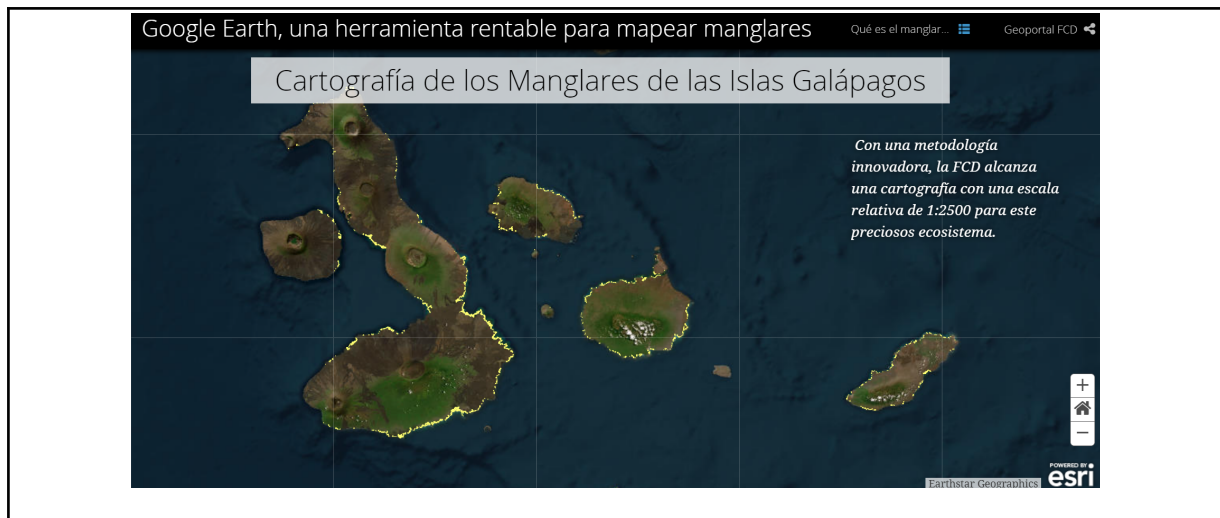 Google Earth, una herramienta rentable para mapear manglares
Qué es el manglar...
Geoportal FCD
Cartografía de los Manglares de las Islas Galápagos
Con una metodología
innovadora, la FCD alcanza
una cartografía con una escala
relativa de 1:2500 para este
preciosos ecosistema.
+
−
POWERED BY
esri
Earthstar Geographics